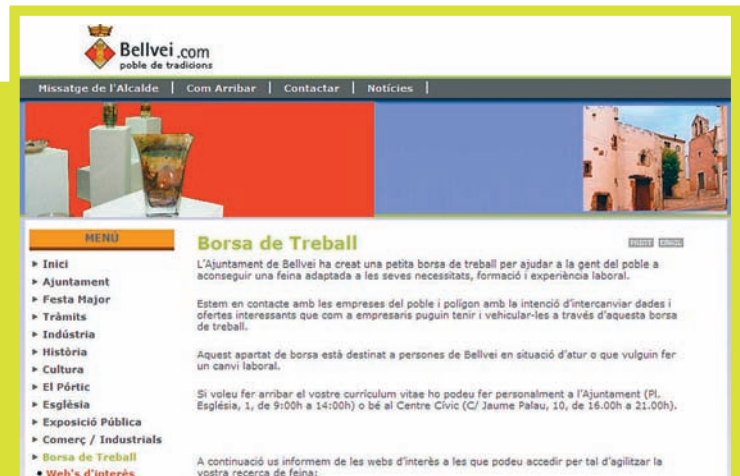 Bellvei.com
poble de tradicions
Missatge de l'Alcalde | Com Arribar | Contactar | Notícies |
MENÚ
Inici
Ajuntament
Festa Major
Tràmits
Indústria
Història
Cultura
El Pórtic
Església
Exposició Pública
Comerç / Industrials
Borsa de Treball
Web's d'interès
Borsa de Treball
PRINT EMAIL
L'Ajuntament de Bellvei ha creat una petita borsa de treball per ajudar a la gent del poble a
aconseguir una feina adaptada a les seves necessitats, formació i experiència laboral.
Estem en contacte amb les empreses del poble i polígon amb la intenció d'intercanviar dades i
ofertes interessants que com a empresaris puguin tenir i vehicular-les a través d'aquesta borsa
de treball.
Aquest apartat de borsa està destinat a persones de Bellvei en situació d'atur o que vulguin fer
un canvi laboral.
Si voleu fer arribar el vostre currículum vitae ho podeu fer personalment a l'Ajuntament (Pl.
Església, 1, de 9:00h a 14:00h) o bé al Centre Cívic (C/ Jaume Palau, 10, de 16.00h a 21.00h).
A continuació us informem de les webs d'interès a les que podeu accedir per tal d'agilitzar la
vostra recerca de feina: